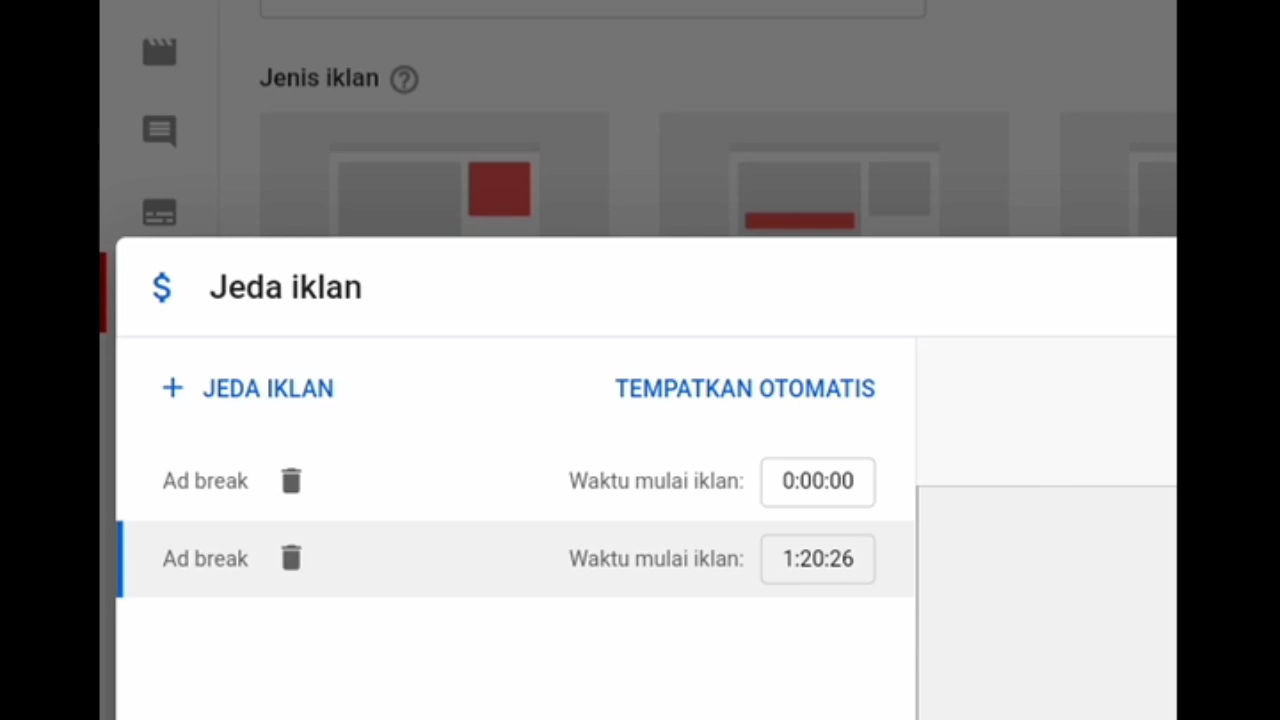 Jenis iklan ?
$ Jeda iklan
+ JEDA IKLAN TEMPATKAN OTOMATIS
Ad break Waktu mulai iklan: 0:00:00
Ad break Waktu mulai iklan: 1:20:26